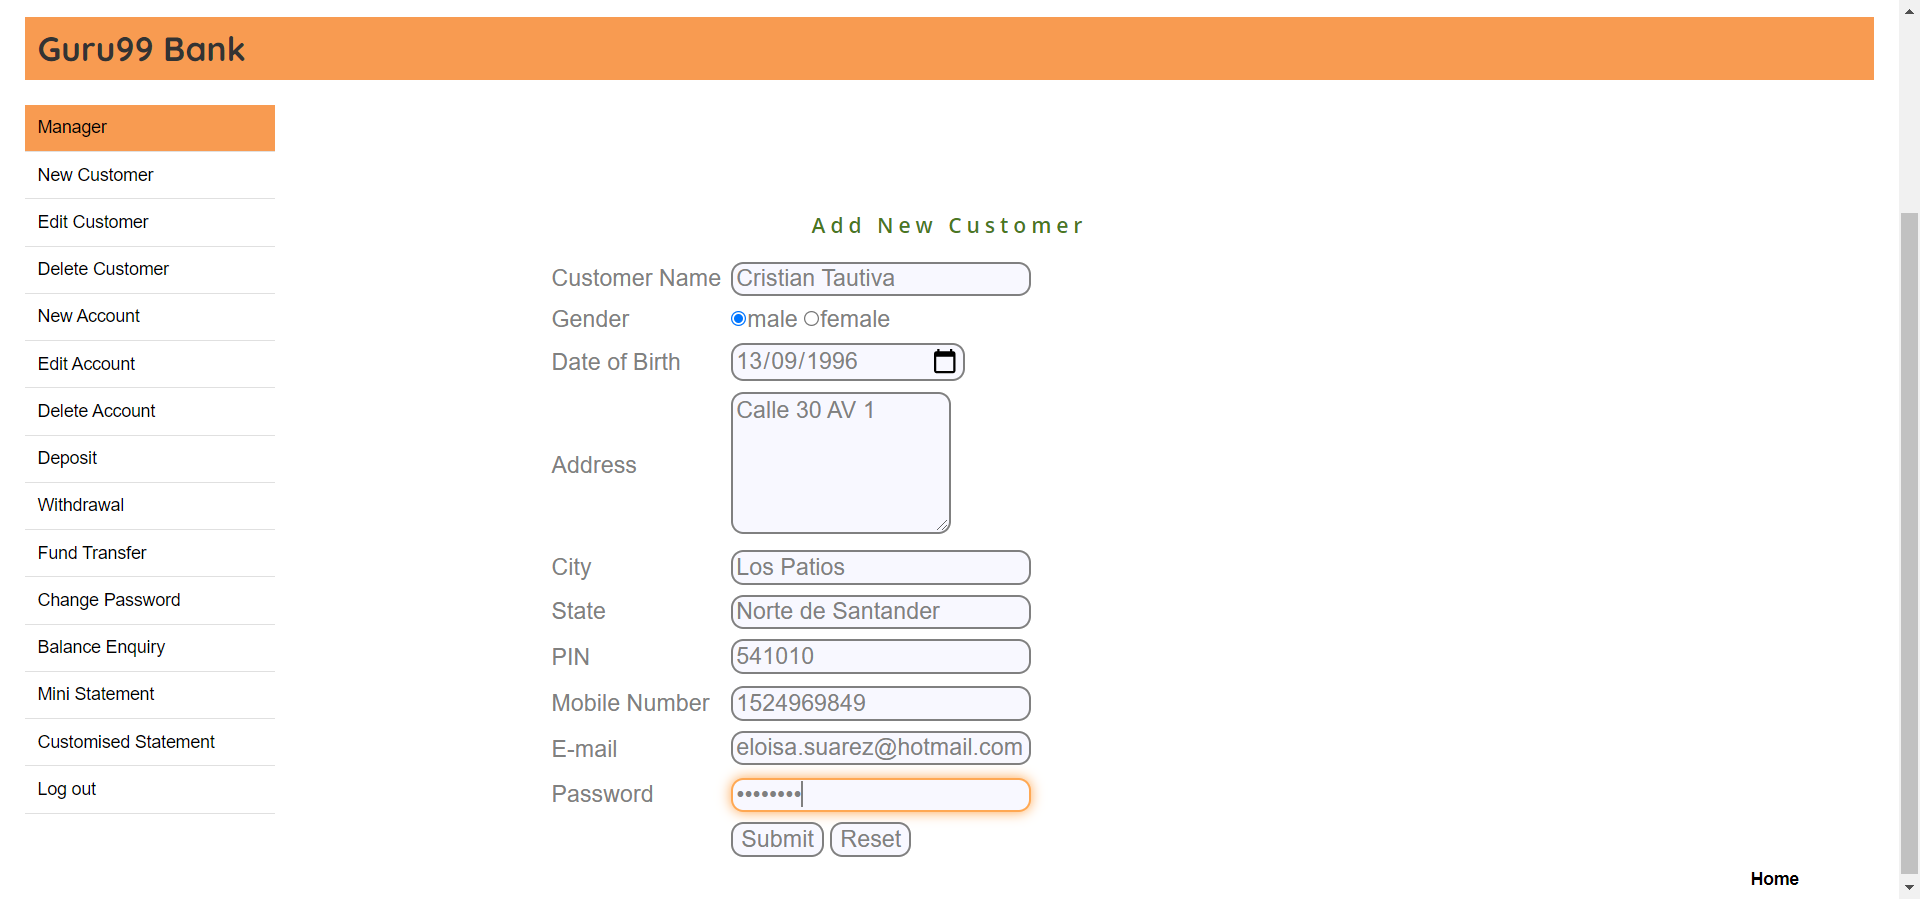 Guru99 Bank
Manager
New Customer
Edit Customer
Delete Customer
New Account
Edit Account
Delete Account
Deposit
Withdrawal
Fund Transfer
Change Password
Balance Enquiry
Mini Statement
Customised Statement
Log out
Add New Customer
Customer Name Cristian Tautiva
Gender male female
Date of Birth 13/09/1996
Address Calle 30 AV 1
City Los Patios
State Norte de Santander
PIN 541010
Mobile Number 1524969849
E-mail eloisa.suarez@hotmail.com
Password ••••••••
Submit Reset
Home